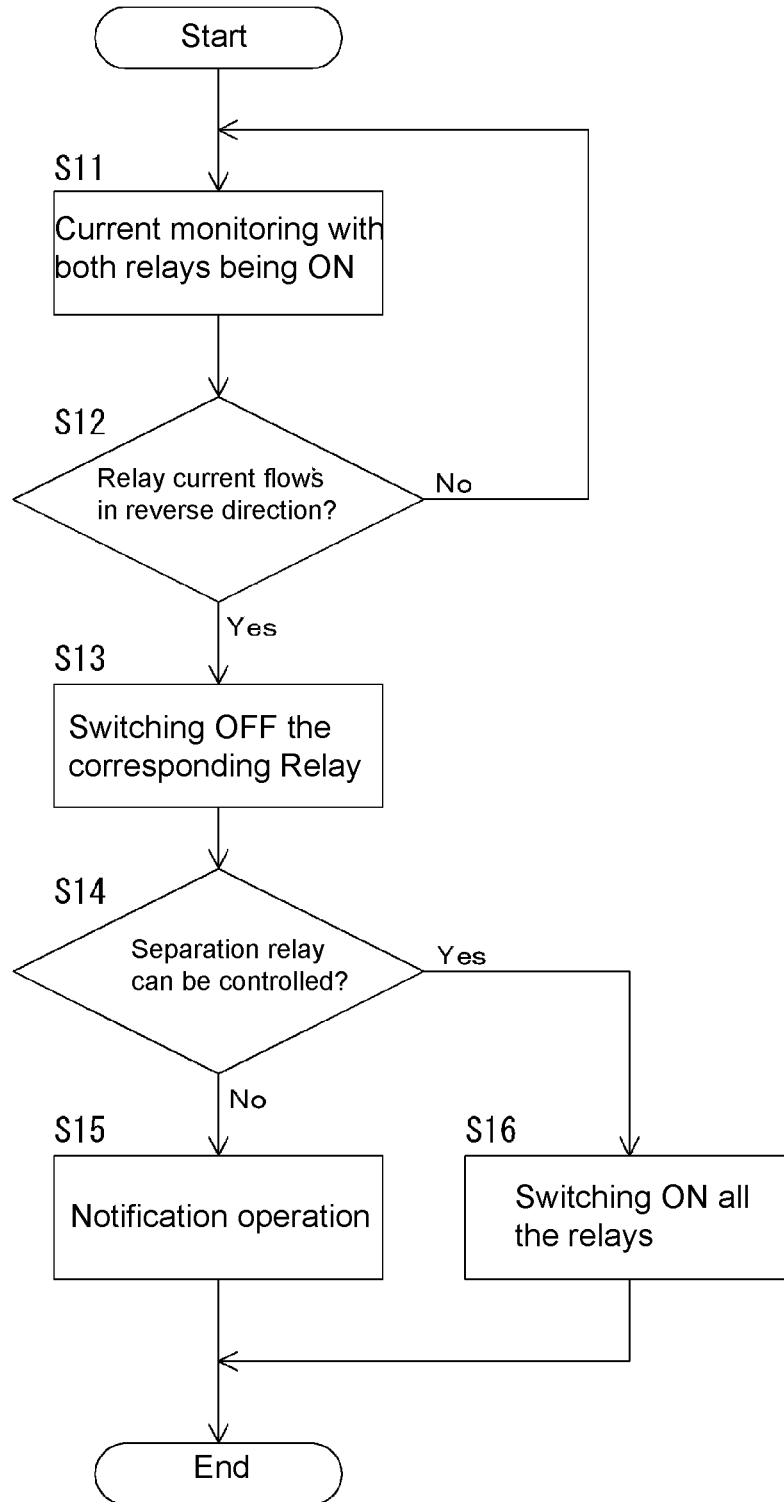 Start
S11
Current monitoring with
both relays being ON
S12
Relay current flows
in reverse direction?
No
Yes
S13
Switching OFF the
corresponding Relay
S14
Separation relay
can be controlled?
Yes
No
S15
Notification operation
S16
Switching ON all
the relays
End